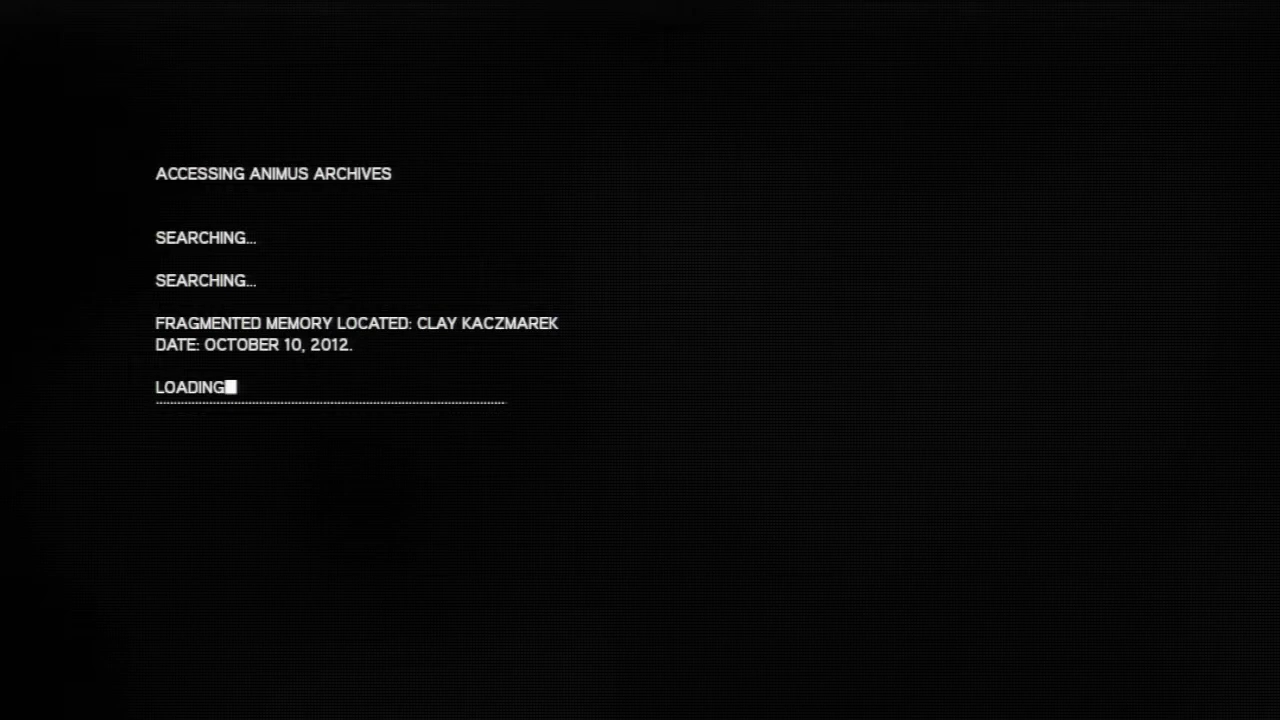 ACCESSING ANIMUS ARCHIVES
SEARCHING...
SEARCHING...
FRAGMENTED MEMORY LOCATED: CLAY KACZMAREK
DATE: OCTOBER 10, 2012.
LOADING